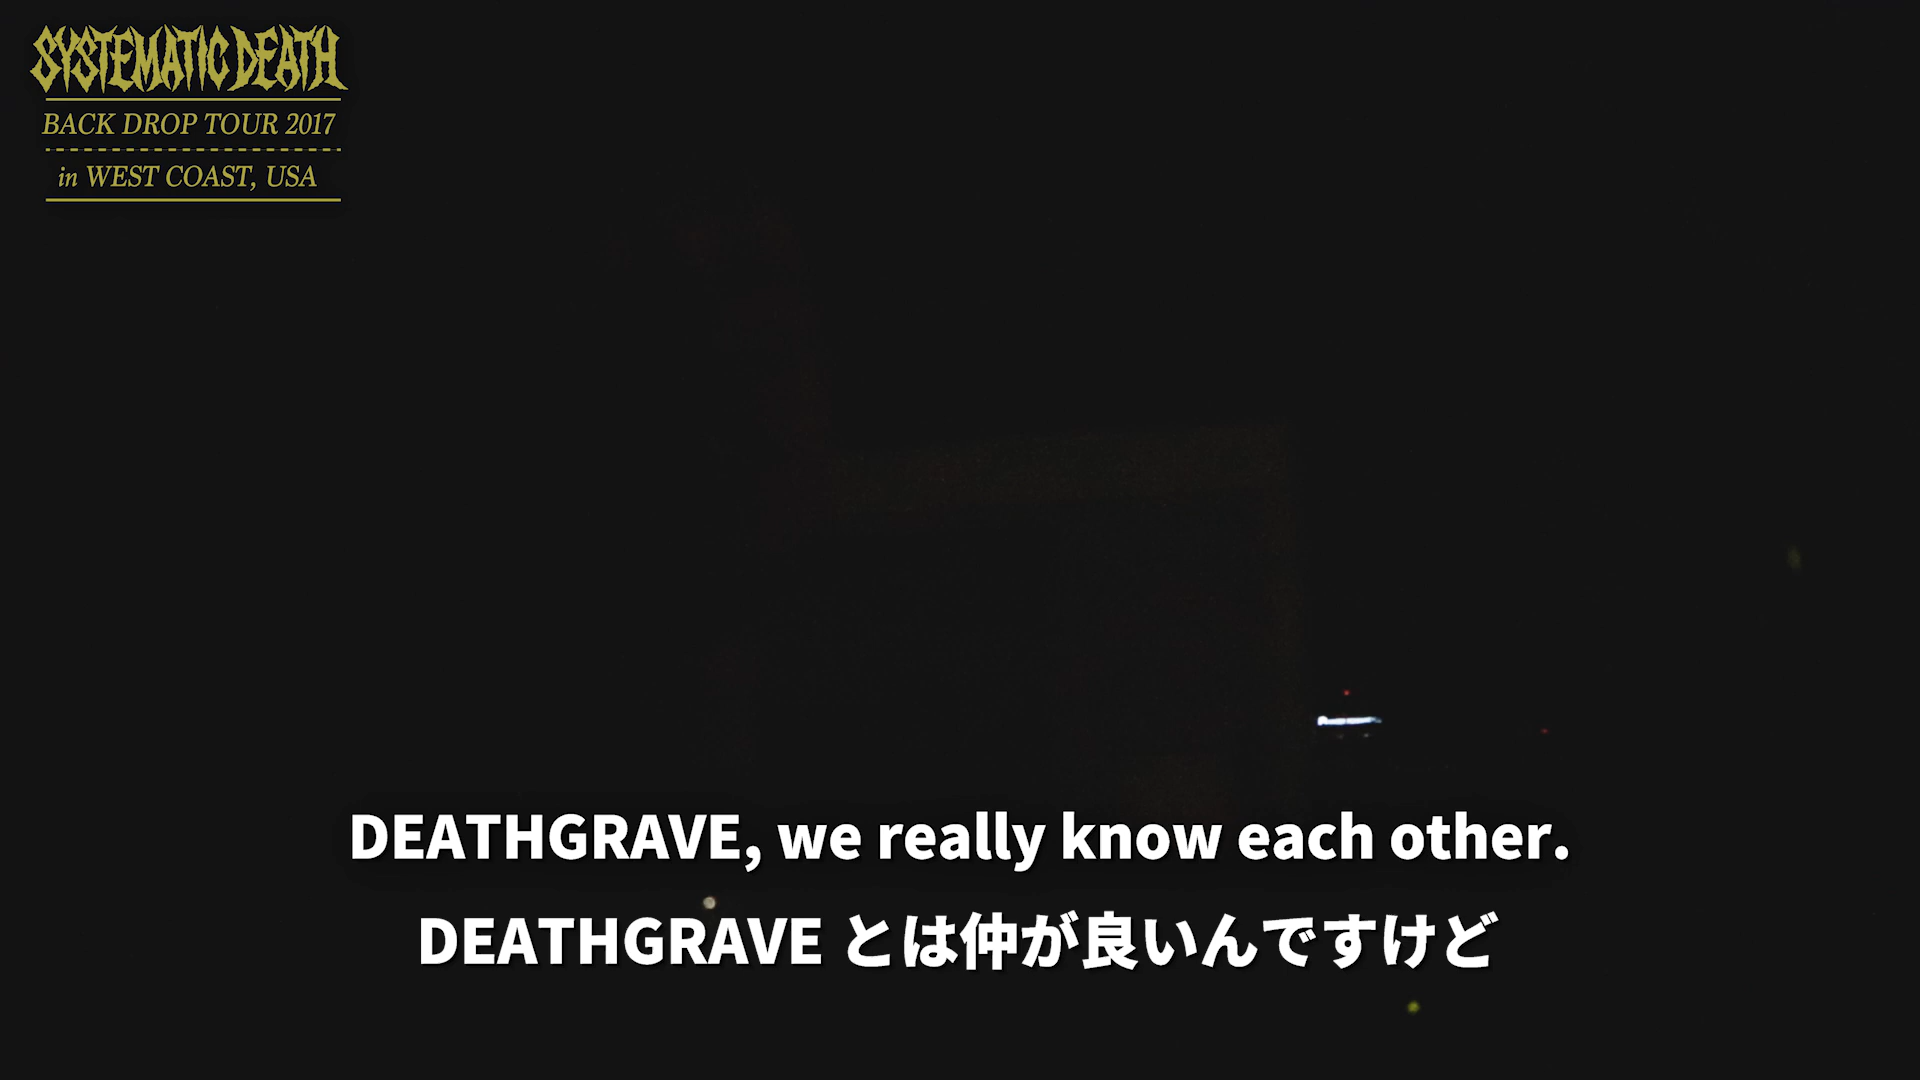 SYSTEMATIC DEATH
BACK DROP TOUR 2017
in WEST COAST, USA
DEATHGRAVE, we really know each other.
DEATHGRAVE とは仲が良いんですけど